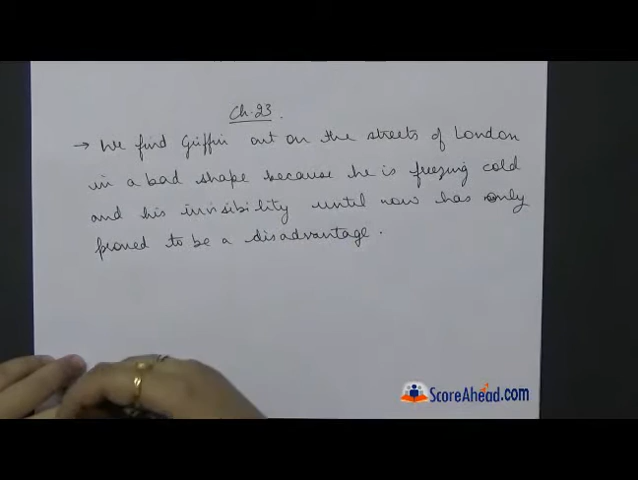 Ch. 23.
→ We find Griffin out on the streets of London
in a bad shape because he is freezing cold
and his invisibility until now has only
proved to be a disadvantage.
ScoreAhead.com